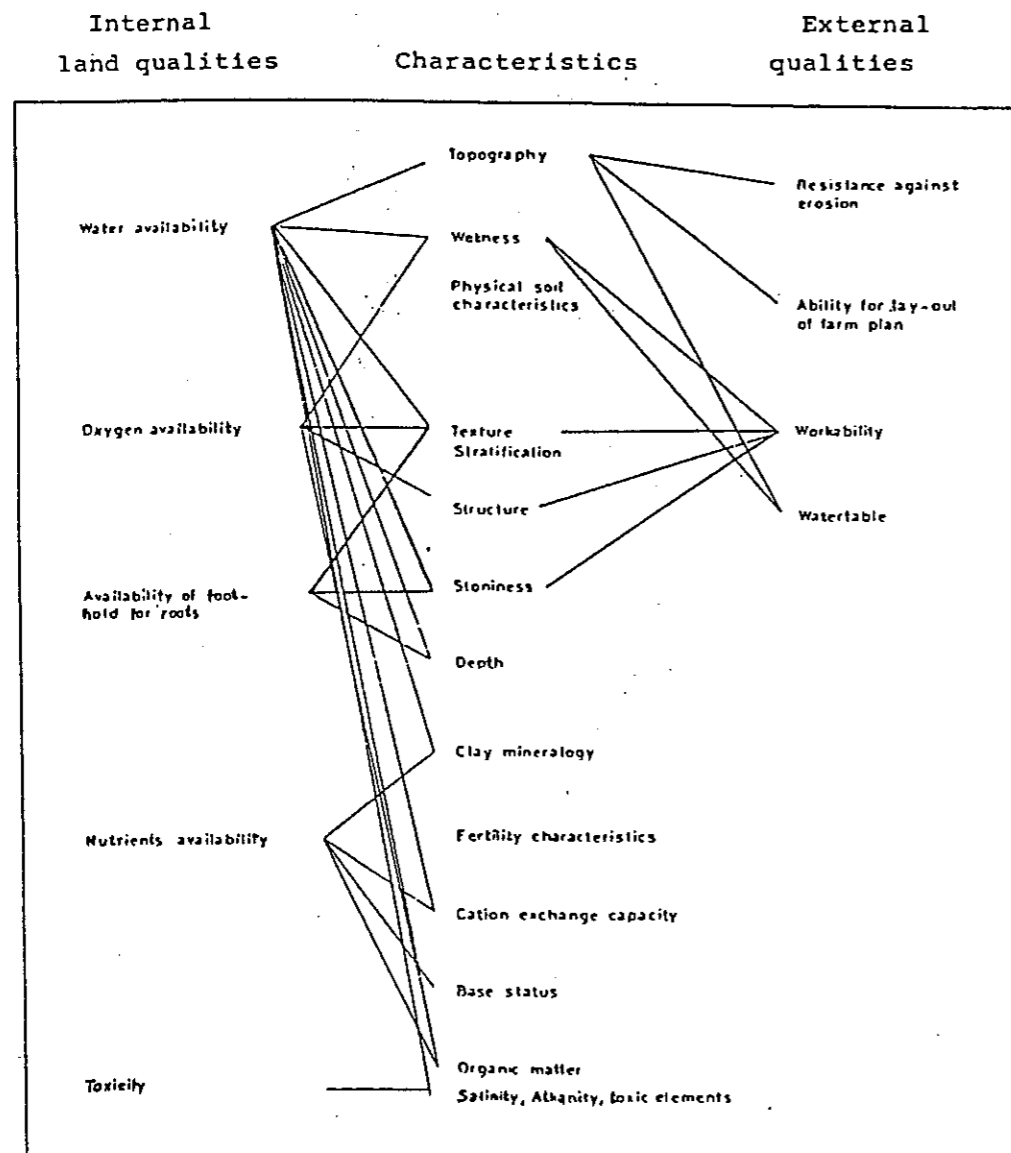 Internal
land qualities
Characteristics
External
qualities
Topography
Resistance against
erosion
Water availability
Wetness
Physical soil
characteristics
Ability for lay-out
of farm plan
Oxygen availability
Texture
Stratification
Workability
Structure
Watertable
Availability of foot-
hold for roots
Stoniness
Depth
Clay mineralogy
Nutrients availability
Fertility characteristics
Cation exchange capacity
Base status
Organic matter
Toxicity
Salinity, Alkanity, toxic elements